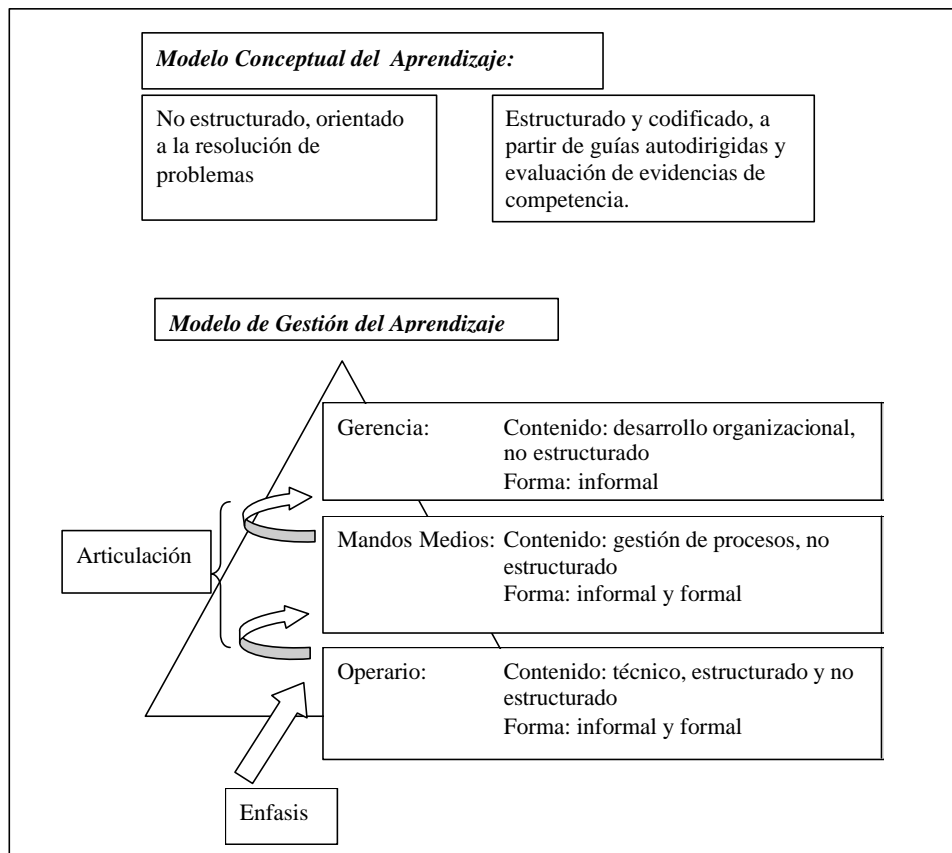 Modelo Conceptual del Aprendizaje:
No estructurado, orientado
a la resolución de
problemas
Estructurado y codificado, a
partir de guías autodirigidas y
evaluación de evidencias de
competencia.
Modelo de Gestión del Aprendizaje
Gerencia: Contenido: desarrollo organizacional,
no estructurado
Forma: informal
Articulación
Mandos Medios: Contenido: gestión de procesos, no
estructurado
Forma: informal y formal
Operario: Contenido: técnico, estructurado y no
estructurado
Forma: informal y formal
Enfasis